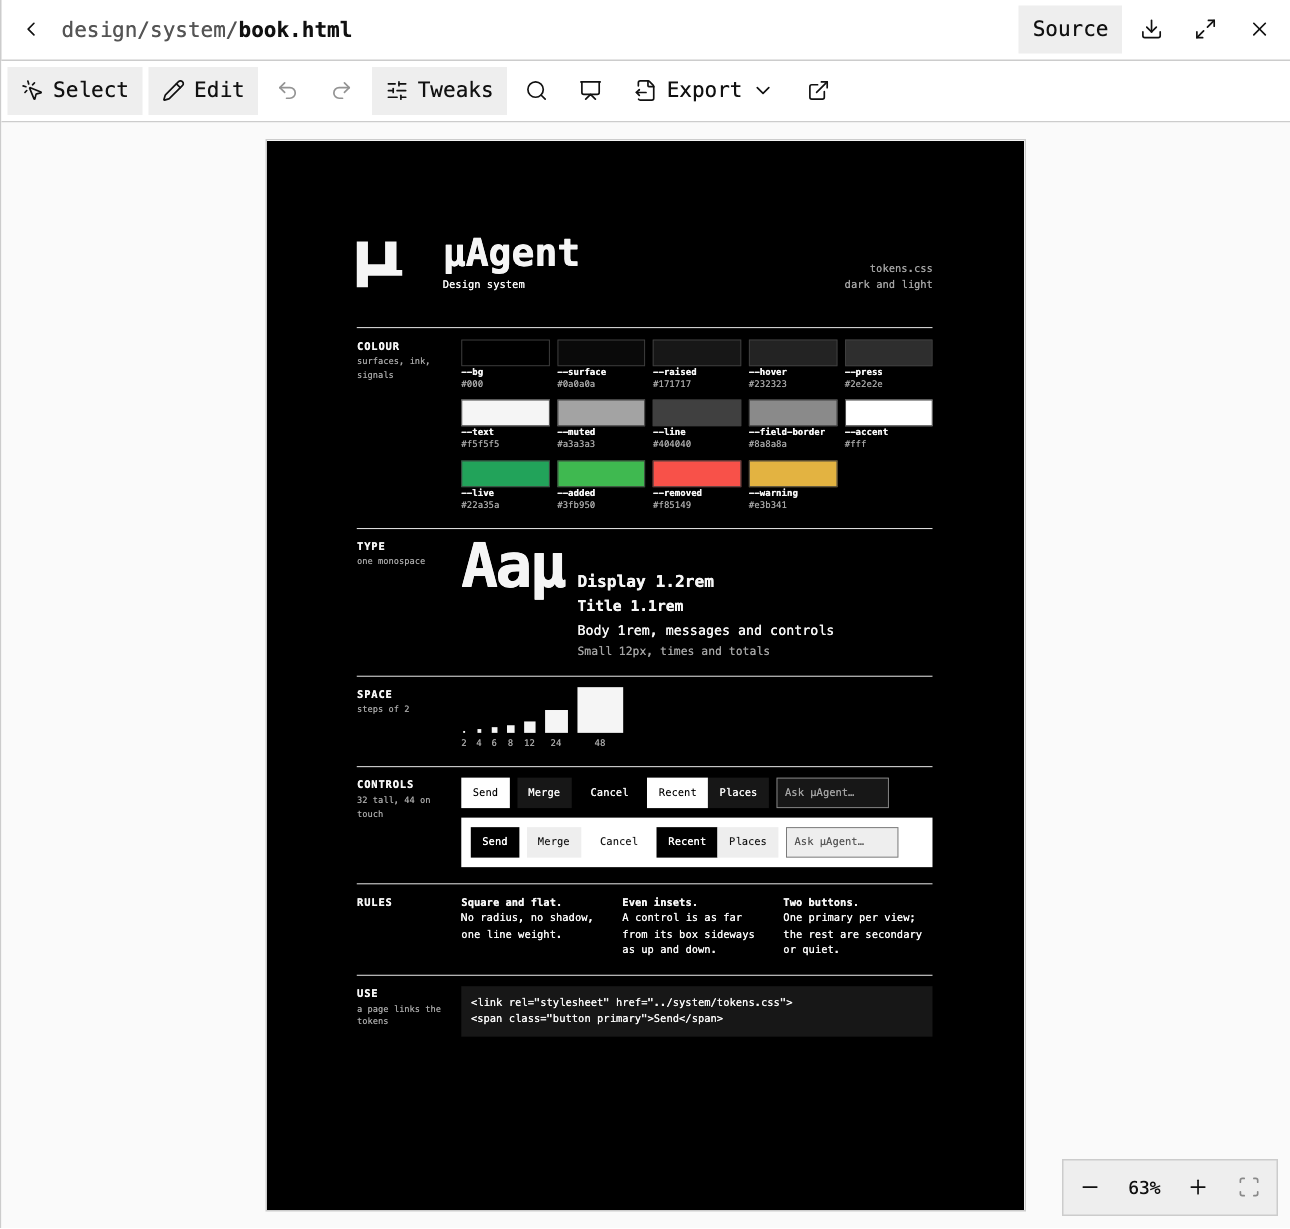 design/system/book.html
Source
Select
Edit
Tweaks
Export
µ
µAgent
Design system
tokens.css
dark and light
COLOUR
surfaces, ink,
signals
--bg
#000
--surface
#0a0a0a
--raised
#171717
--hover
#232323
--press
#2e2e2e
--text
#f5f5f5
--muted
#a3a3a3
--line
#404040
--field-border
#8a8a8a
--accent
#fff
--live
#22a35a
--added
#3fb950
--removed
#f85149
--warning
#e3b341
TYPE
one monospace
Aaµ
Display 1.2rem
Title 1.1rem
Body 1rem, messages and controls
Small 12px, times and totals
SPACE
steps of 2
2 4 6 8 12 24 48
CONTROLS
32 tall, 44 on
touch
Send Merge Cancel Recent Places Ask µAgent…
Send Merge Cancel Recent Places Ask µAgent…
RULES
Square and flat.
No radius, no shadow,
one line weight.
Even insets.
A control is as far
from its box sideways
as up and down.
Two buttons.
One primary per view;
the rest are secondary
or quiet.
USE
a page links the
tokens
<link rel="stylesheet" href="../system/tokens.css">
<span class="button primary">Send</span>
63%